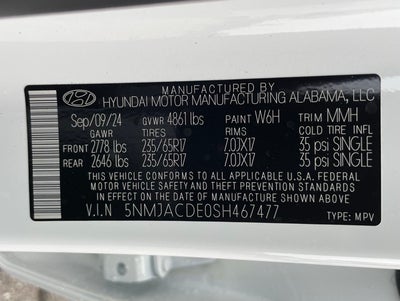 MANUFACTURED BY
HYUNDAI MOTOR MANUFACTURING ALABAMA, LLC
Sep/09/24 GVWR 4861 lbs PAINT W6H TRIM MMH
GAWR TIRES RIMS COLD TIRE INFL
FRONT 2778 lbs 235/65R17 7.0JX17 35 psi SINGLE
REAR 2646 lbs 235/65R17 7.0JX17 35 psi SINGLE
THIS VEHICLE CONFORMS TO ALL APPLICABLE U.S.A. FEDERAL
MOTOR VEHICLE SAFETY, BUMPER, AND THEFT PREVENTION
STANDARDS IN EFFECT ON THE DATE OF MANUFACTURE SHOWN ABOVE
V.I.N 5NMJACDE0SH467477 TYPE: MPV